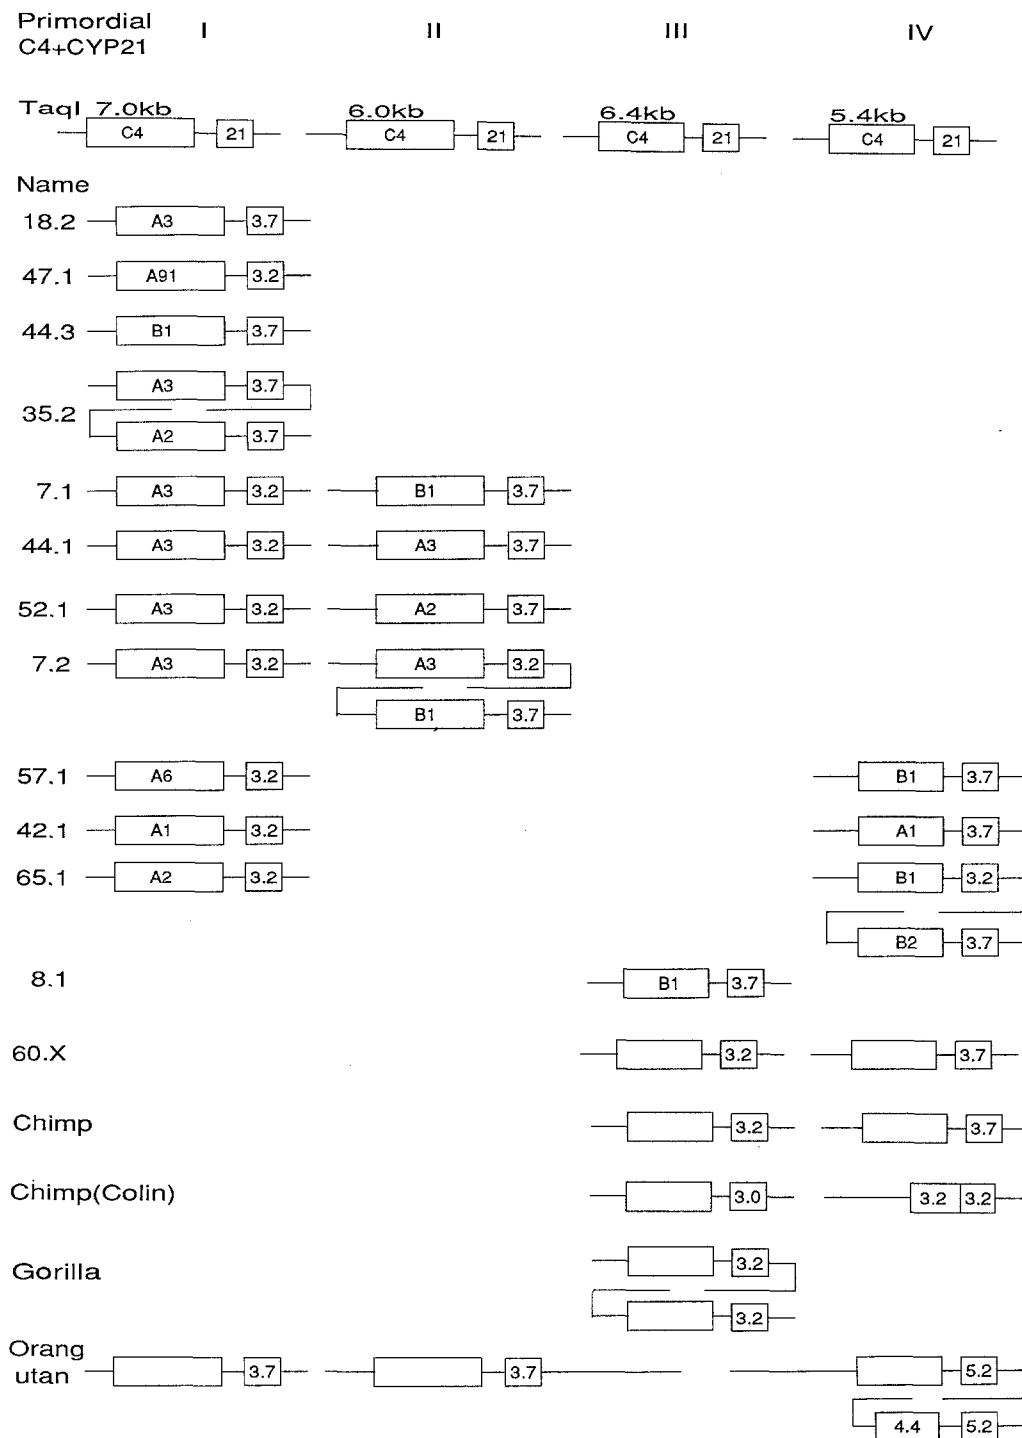 Primordial I II III IV
C4+CYP21
TaqI 7.0kb 6.0kb 6.4kb 5.4kb
C4 21 C4 21 C4 21 C4 21
Name
18.2 A3 3.7
47.1 A91 3.2
44.3 B1 3.7
A3 3.7
35.2
A2 3.7
7.1 A3 3.2 B1 3.7
44.1 A3 3.2 A3 3.7
52.1 A3 3.2 A2 3.7
7.2 A3 3.2 A3 3.2
B1 3.7
57.1 A6 3.2 B1 3.7
42.1 A1 3.2 A1 3.7
65.1 A2 3.2 B1 3.2
B2 3.7
8.1 B1 3.7
60.X 3.2 3.7
Chimp 3.2 3.7
Chimp(Colin) 3.0 3.2 3.2
3.2
Gorilla
3.2
Orang
utan 3.7 3.7 5.2
4.4 5.2